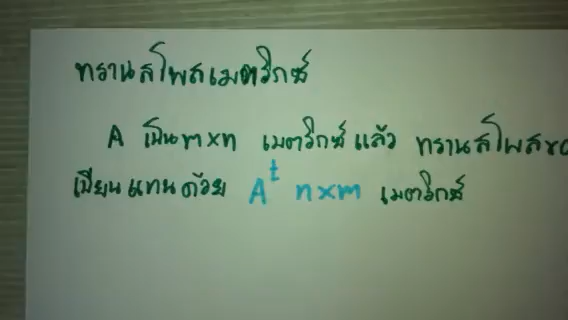 ทรานสโพสเมตริกซ์
A เป็น m×n เมตริกซ์ แล้ว ทรานสโพส
เขียนแทนด้วย Aᵗ n×m เมตริกซ์